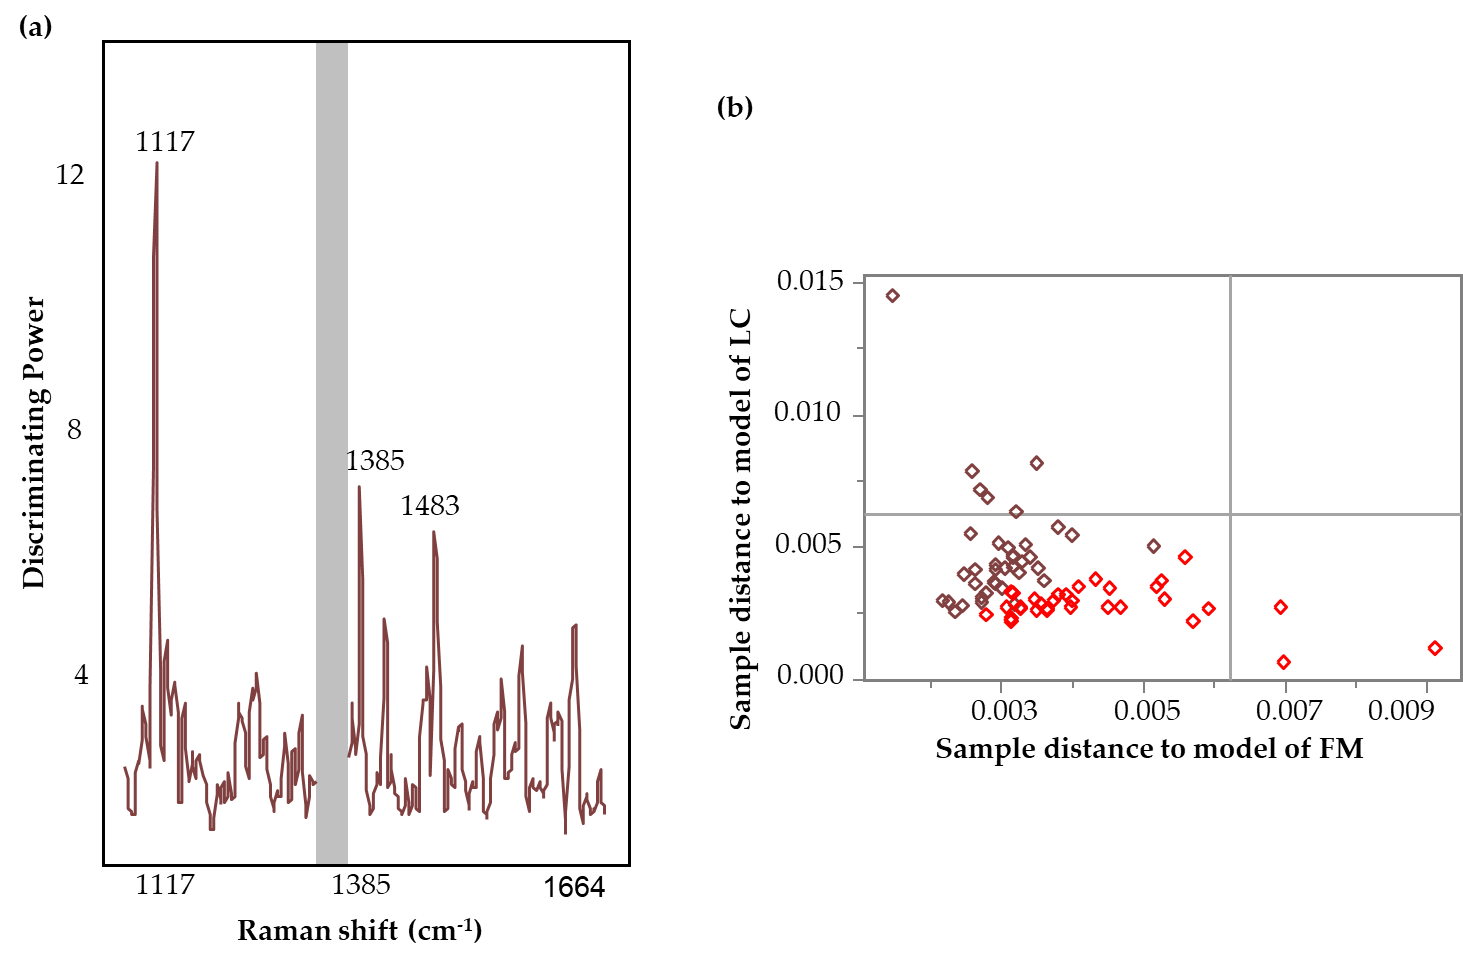 (a)
1117
12
8
1385
1483
4
Discriminating Power
1117
1385
1664
Raman shift (cm-1)
(b)
0.015
0.010
0.005
0.000
Sample distance to model of LC
0.003
0.005
0.007
0.009
Sample distance to model of FM